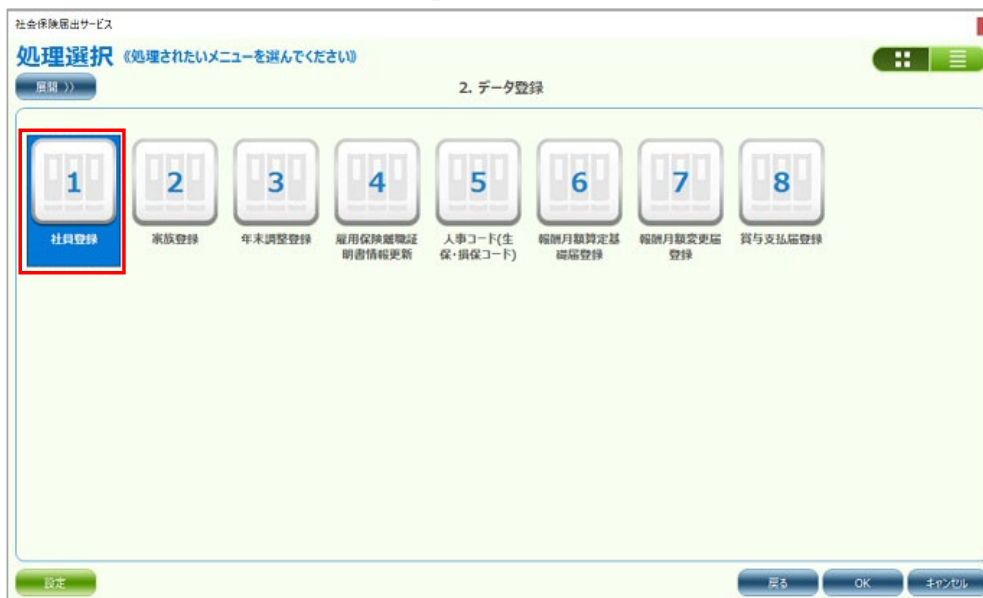 社会保険届出サービス
処理選択 《処理されたいメニューを選んでください》
展開 》
2. データ登録
1
2
3
4
5
6
7
8
社員登録
家族登録
年末調整登録
雇用保険離職証
明書情報更新
人事コード(生
保・損保コード)
報酬月額算定基
礎届登録
報酬月額変更届
登録
賞与支払届登録
設定
戻る
OK
キャンセル